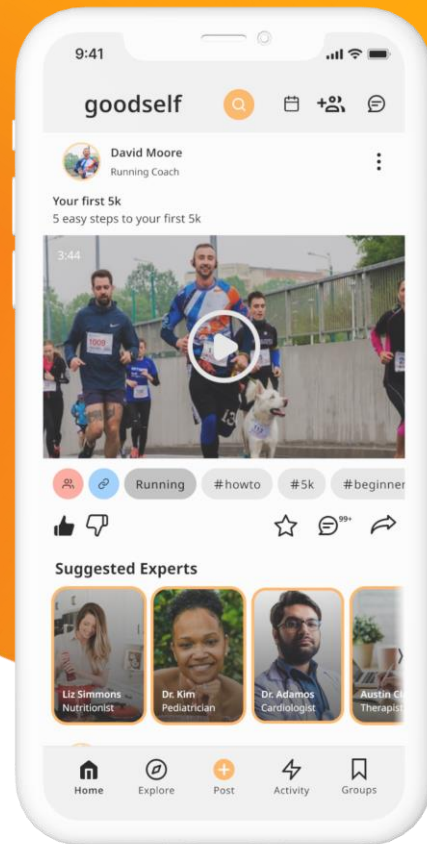 9:41
goodself
David Moore
Running Coach
Your first 5k
5 easy steps to your first 5k
3:44
1009
Running
#howto
#5k
#beginner
99+
Suggested Experts
Liz Simmons
Nutritionist
Dr. Kim
Pediatrician
Dr. Adamos
Cardiologist
Austin
Therapist
Home
Explore
Post
Activity
Groups